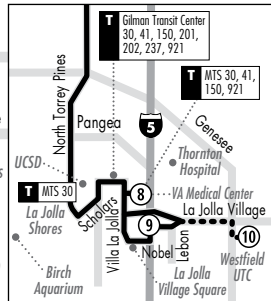 T
Gilman Transit Center
30, 41, 150, 201,
202, 237, 921
T
MTS 30, 41,
150, 921
North Torrey Pines
Pangea
5
Genesee
UCSD
Thornton
Hospital
T
MTS 30
8
VA Medical Center
La Jolla
Shores
Scholars
Villa La Jolla
9
La Jolla Village
Lebon
10
Nobel
Westfield
UTC
Birch
Aquarium
La Jolla
Village Square